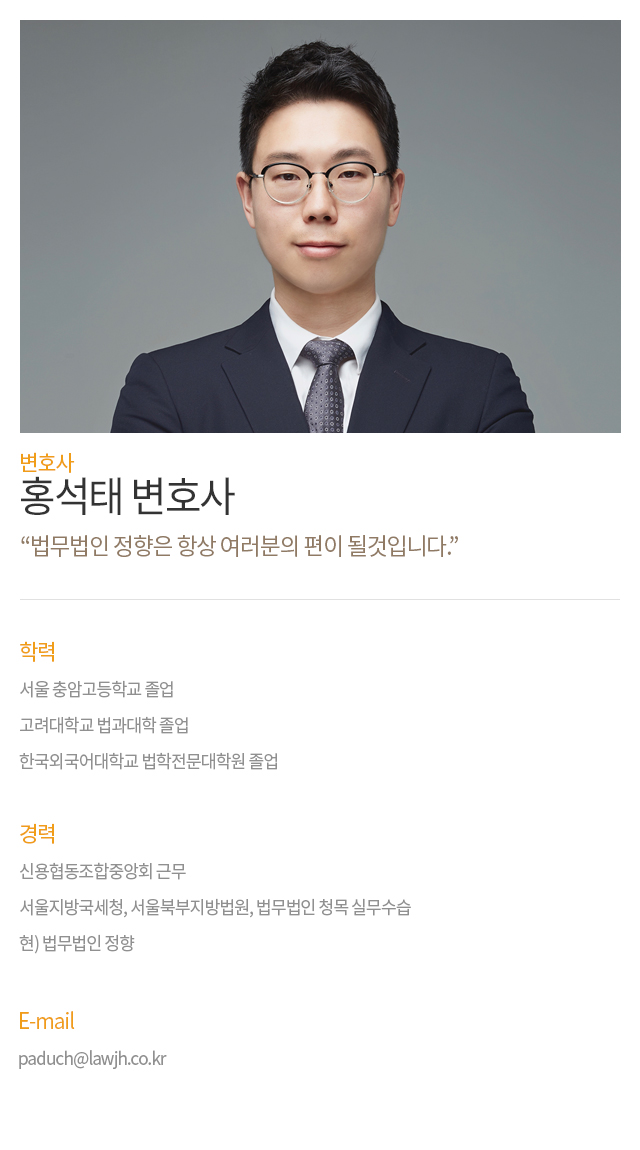 변호사
홍석태 변호사
“법무법인 정향은 항상 여러분의 편이 될것입니다.”
학력
서울 충암고등학교 졸업
고려대학교 법과대학 졸업
한국외국어대학교 법학전문대학원 졸업
경력
신용협동조합중앙회 근무
서울지방국세청, 서울북부지방법원, 법무법인 청목 실무수습
현) 법무법인 정향
E-mail
paduch@lawjh.co.kr